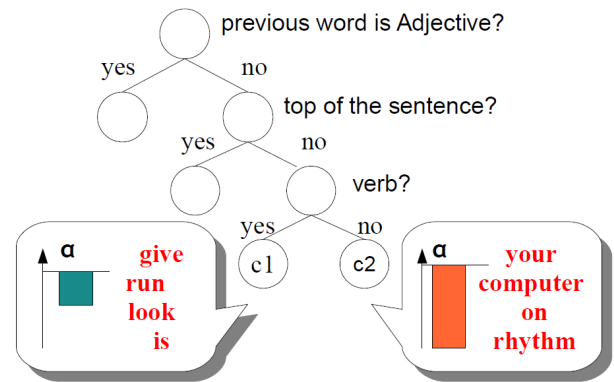 previous word is Adjective?
yes
no
top of the sentence?
yes
no
verb?
yes
no
c1
c2
α
give
run
look
is
α
your
computer
on
rhythm